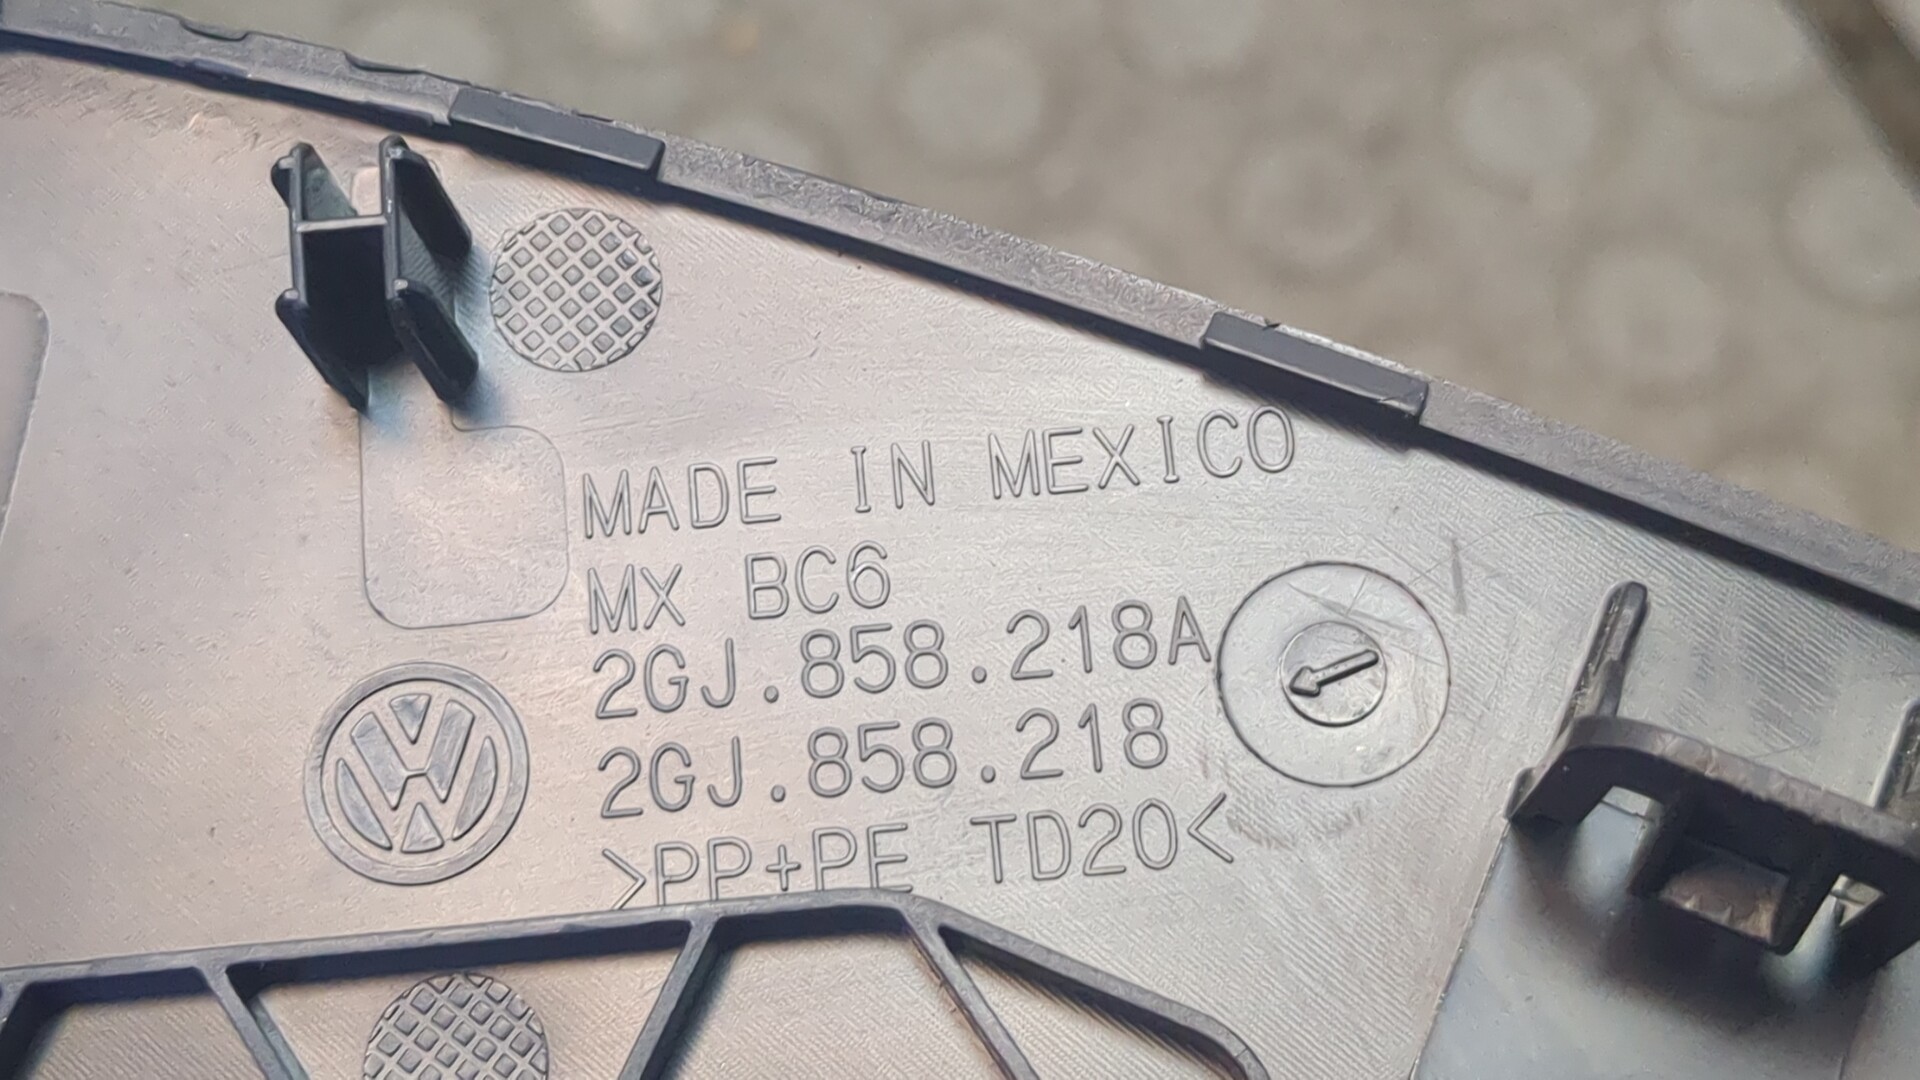 MADE IN MEXICO
MX BC6
2GJ.858.218A
2GJ.858.218
>PP+PE TD20<